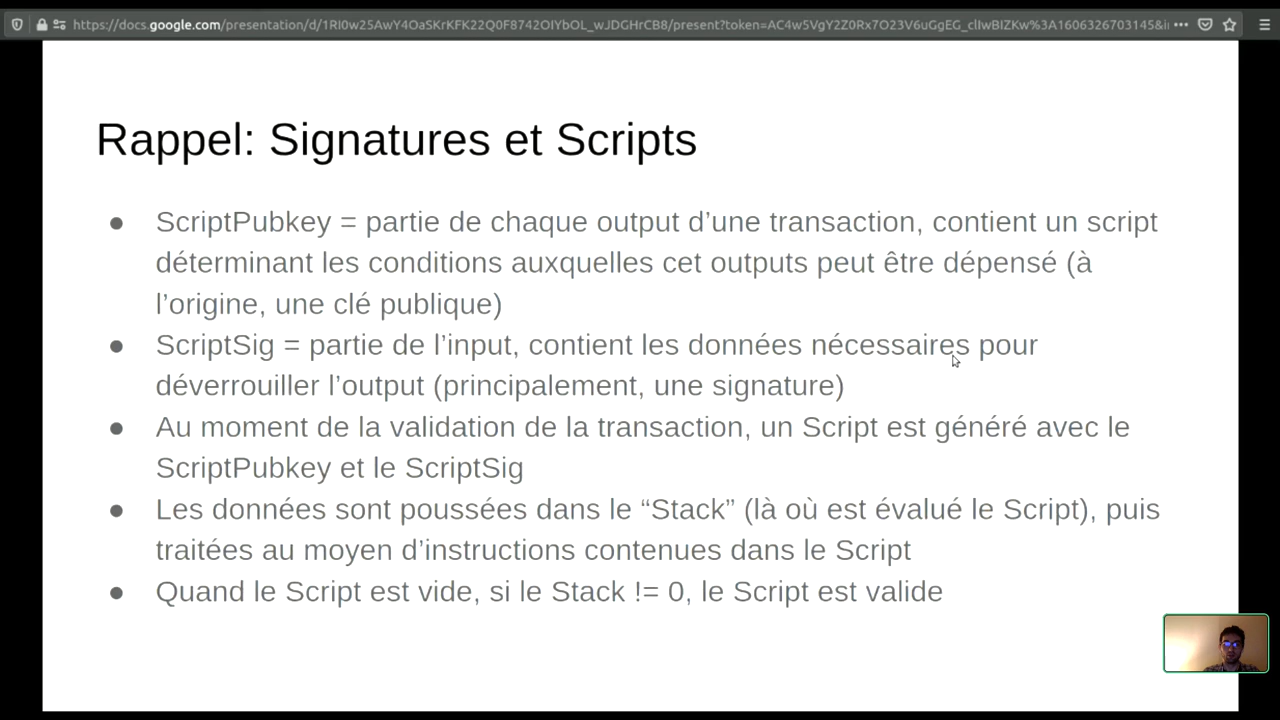 https://docs.google.com/presentation/d/1RI0w25AwY4OaSKrKFK22Q0F8742OIYbOL_wJDGHrCB8/present?token=AC4w5VgY2Z0Rx7O23V6uGgEG_clIwBIZKw%3A1606326703145&i
Rappel: Signatures et Scripts
● ScriptPubkey = partie de chaque output d’une transaction, contient un script
déterminant les conditions auxquelles cet outputs peut être dépensé (à
l’origine, une clé publique)
● ScriptSig = partie de l’input, contient les données nécessaires pour
déverrouiller l’output (principalement, une signature)
● Au moment de la validation de la transaction, un Script est généré avec le
ScriptPubkey et le ScriptSig
● Les données sont poussées dans le “Stack” (là où est évalué le Script), puis
traitées au moyen d’instructions contenues dans le Script
● Quand le Script est vide, si le Stack != 0, le Script est valide